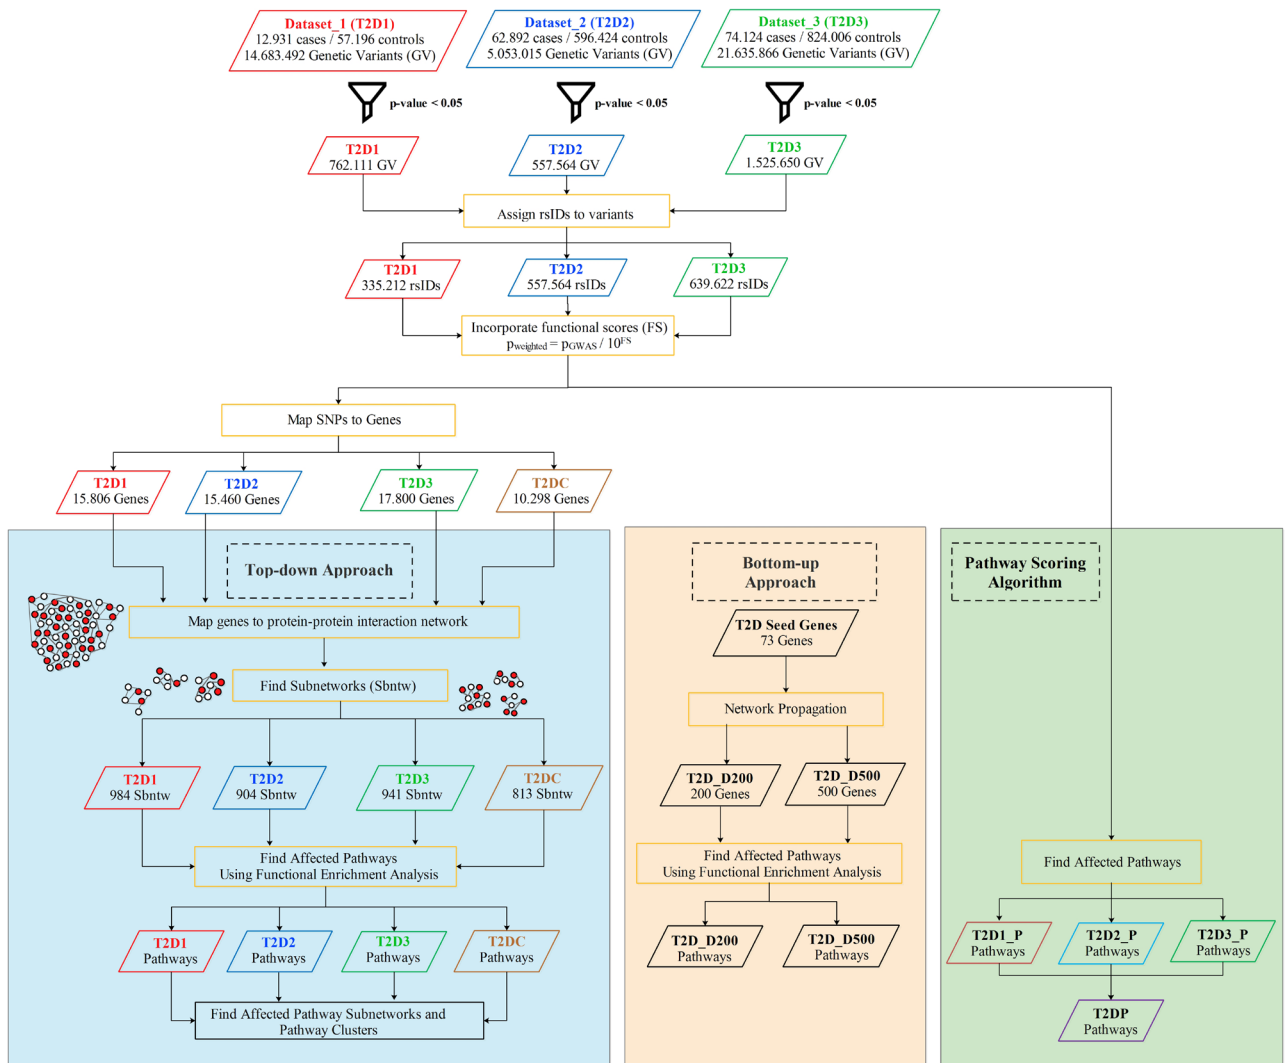 Dataset_1 (T2D1)
12.931 cases / 57.196 controls
14.683.492 Genetic Variants (GV)
Dataset_2 (T2D2)
62.892 cases / 596.424 controls
5.053.015 Genetic Variants (GV)
Dataset_3 (T2D3)
74.124 cases / 824.006 controls
21.635.866 Genetic Variants (GV)
p-value < 0.05
p-value < 0.05
p-value < 0.05
T2D1
762.111 GV
T2D2
557.564 GV
T2D3
1.525.650 GV
Assign rsIDs to variants
T2D1
335.212 rsIDs
T2D2
557.564 rsIDs
T2D3
639.622 rsIDs
Incorporate functional scores (FS)
pweighted = pGWAS / 10^FS
Map SNPs to Genes
T2D1
15.806 Genes
T2D2
15.460 Genes
T2D3
17.800 Genes
T2DC
10.298 Genes
Top-down Approach
Map genes to protein-protein interaction network
Find Subnetworks (Sbntw)
T2D1
984 Sbntw
T2D2
904 Sbntw
T2D3
941 Sbntw
T2DC
813 Sbntw
Find Affected Pathways
Using Functional Enrichment Analysis
T2D1
Pathways
T2D2
Pathways
T2D3
Pathways
T2DC
Pathways
Find Affected Pathway Subnetworks and
Pathway Clusters
Bottom-up
Approach
T2D Seed Genes
73 Genes
Network Propagation
T2D_D200
200 Genes
T2D_D500
500 Genes
Find Affected Pathways
Using Functional Enrichment Analysis
T2D_D200
Pathways
T2D_D500
Pathways
Pathway Scoring
Algorithm
Find Affected Pathways
T2D1_P
Pathways
T2D2_P
Pathways
T2D3_P
Pathways
T2DP
Pathways